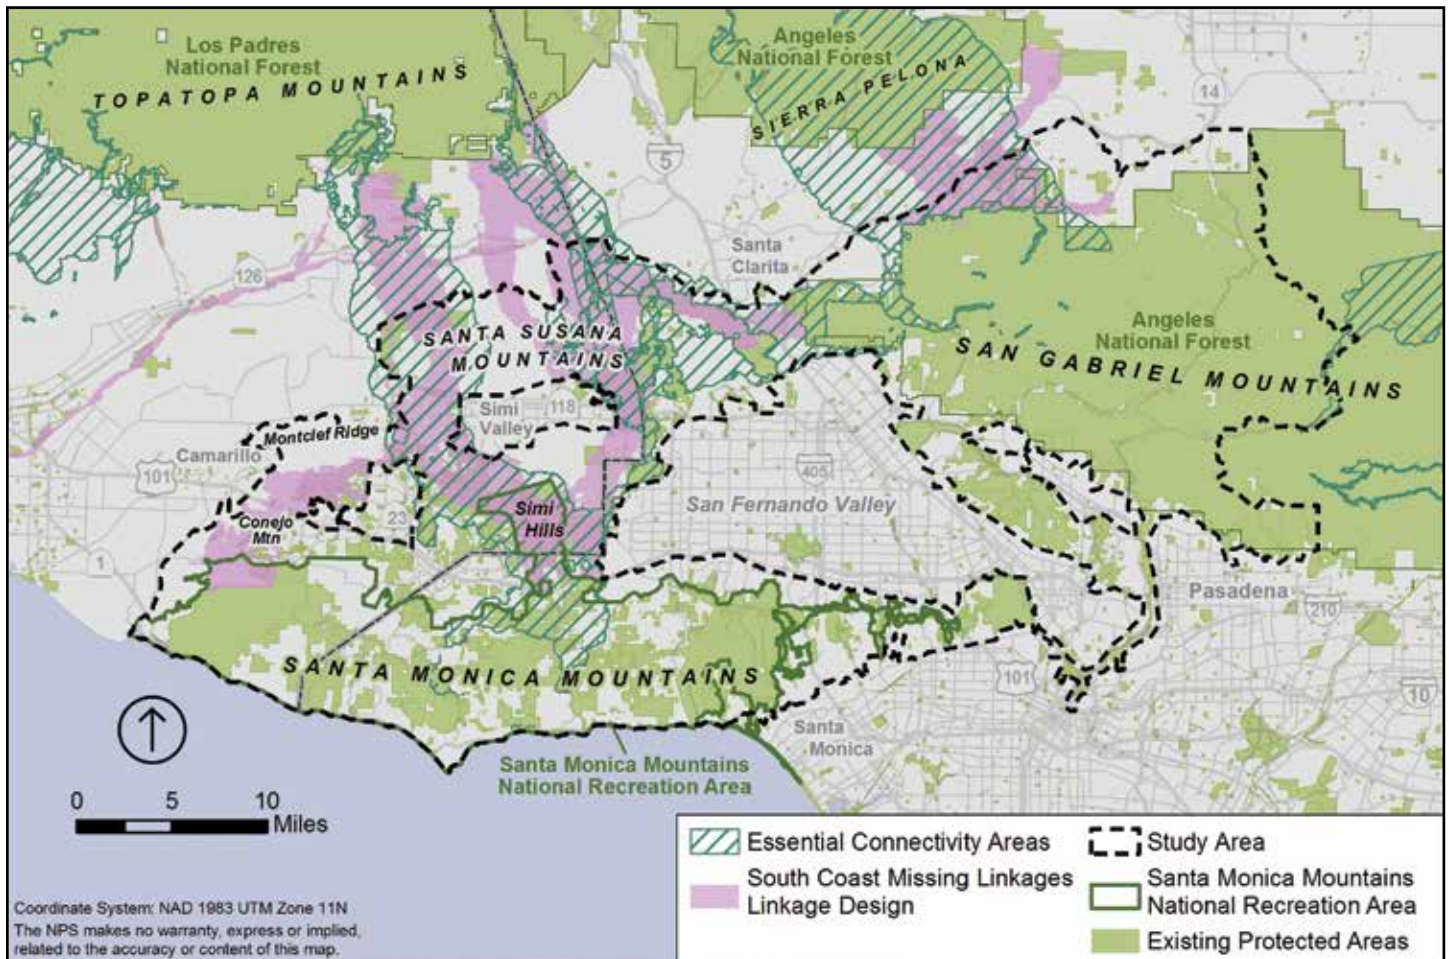 Los Padres
National Forest
TOPATOPA MOUNTAINS
Angeles
National Forest
SIERRA PELONA
14
5
126
Santa
Clarita
SANTA SUSANA
MOUNTAINS
Angeles
National Forest
SAN GABRIEL MOUNTAINS
Simi
Valley
118
Montclef Ridge
Camarillo
101
405
San Fernando Valley
Conejo
Mtn
23
Simi
Hills
1
Pasadena
210
SANTA MONICA MOUNTAINS
101
10
Santa
Monica
Santa Monica Mountains
National Recreation Area
0 5 10
Miles
Essential Connectivity Areas
South Coast Missing Linkages
Linkage Design
Study Area
Santa Monica Mountains
National Recreation Area
Existing Protected Areas
Coordinate System: NAD 1983 UTM Zone 11N
The NPS makes no warranty, express or implied,
related to the accuracy or content of this map.